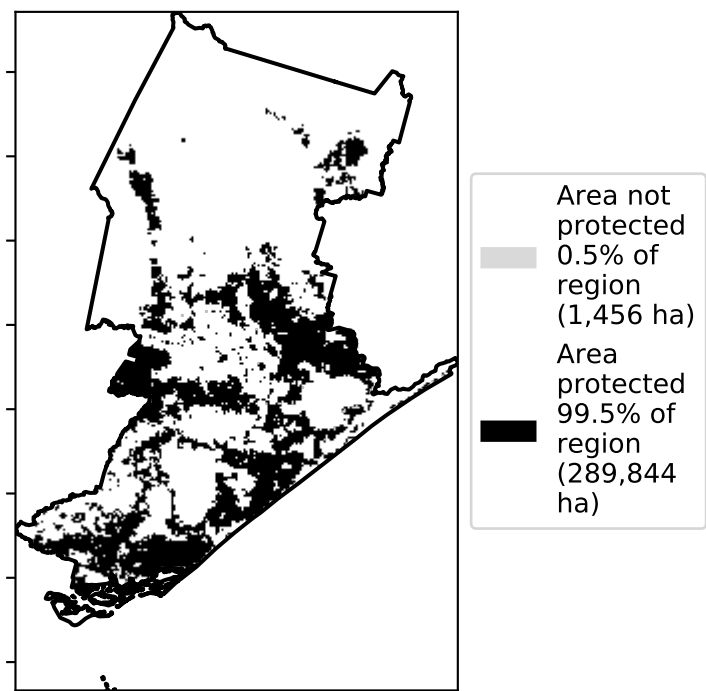 Area not
protected
0.5% of
region
(1,456 ha)
Area
protected
99.5% of
region
(289,844
ha)